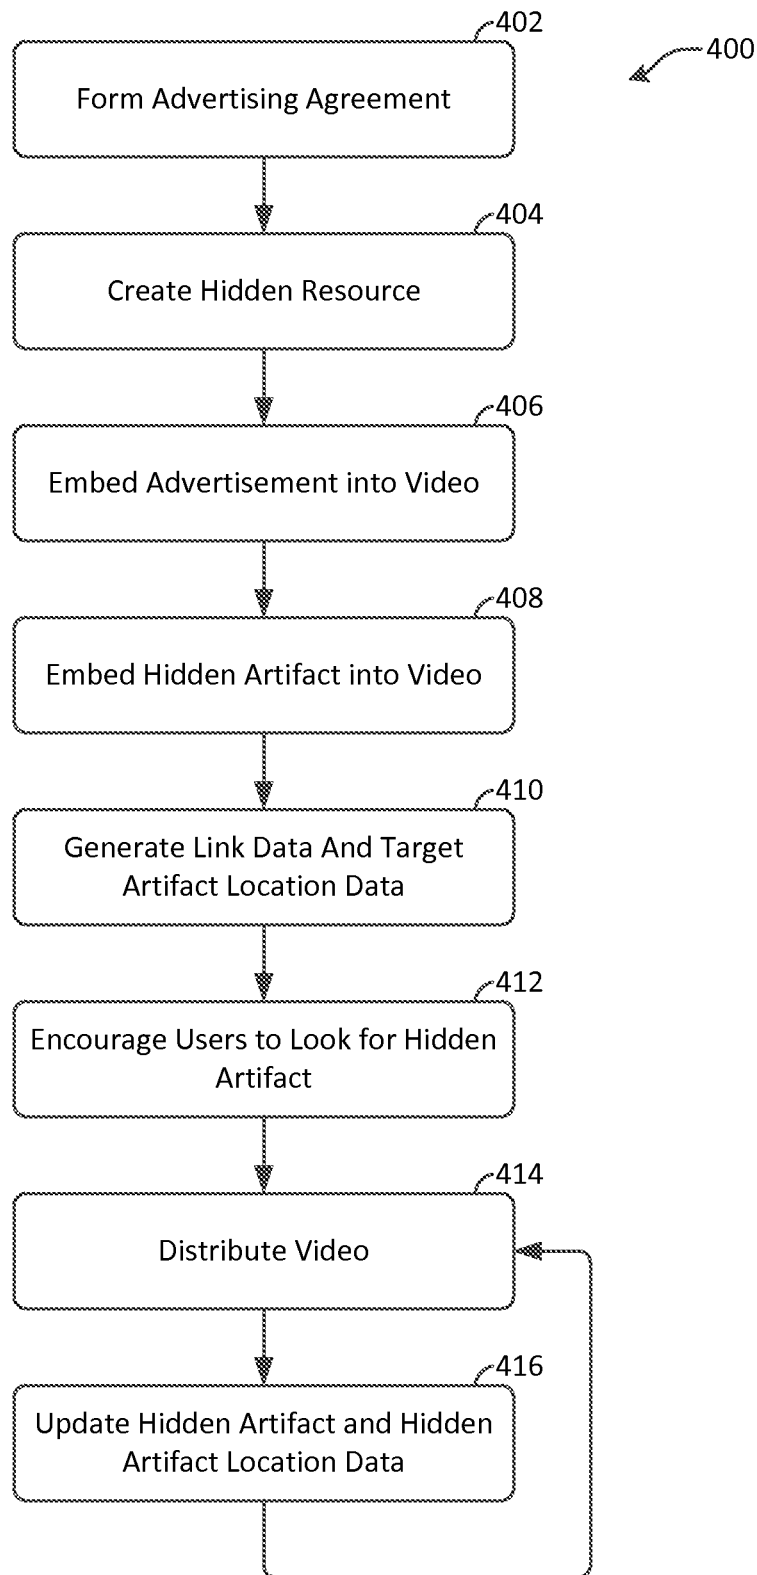 402
400
Form Advertising Agreement
404
Create Hidden Resource
406
Embed Advertisement into Video
408
Embed Hidden Artifact into Video
410
Generate Link Data And Target
Artifact Location Data
412
Encourage Users to Look for Hidden
Artifact
414
Distribute Video
416
Update Hidden Artifact and Hidden
Artifact Location Data